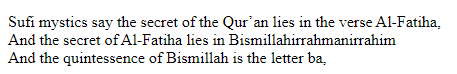 Sufi mystics say the secret of the Qur’an lies in the verse Al-Fatiha,
And the secret of Al-Fatiha lies in Bismillahirrahmanirrahim
And the quintessence of Bismillah is the letter ba,